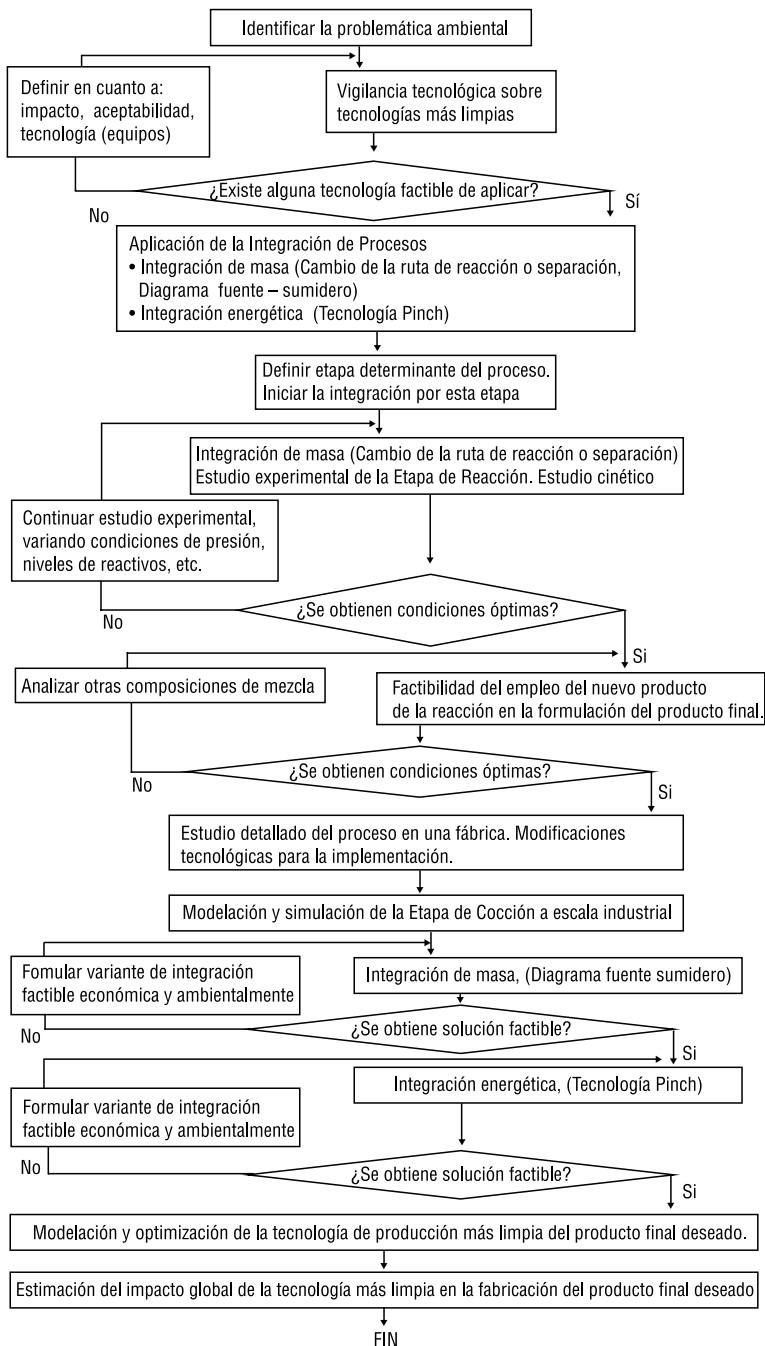 Identificar la problemática ambiental
Definir en cuanto a:
impacto, aceptabilidad,
tecnología (equipos)
Vigilancia tecnológica sobre
tecnologías más limpias
¿Existe alguna tecnología factible de aplicar?
No
Sí
Aplicación de la Integración de Procesos
• Integración de masa (Cambio de la ruta de reacción o separación,
Diagrama fuente – sumidero)
• Integración energética (Tecnología Pinch)
Definir etapa determinante del proceso.
Iniciar la integración por esta etapa
Integración de masa (Cambio de la ruta de reacción o separación)
Estudio experimental de la Etapa de Reacción. Estudio cinético
Continuar estudio experimental,
variando condiciones de presión,
niveles de reactivos, etc.
¿Se obtienen condiciones óptimas?
No
Si
Analizar otras composiciones de mezcla
Factibilidad del empleo del nuevo producto
de la reacción en la formulación del producto final.
¿Se obtienen condiciones óptimas?
No
Si
Estudio detallado del proceso en una fábrica. Modificaciones
tecnológicas para la implementación.
Modelación y simulación de la Etapa de Cocción a escala industrial
Fomular variante de integración
factible económica y ambientalmente
Integración de masa, (Diagrama fuente sumidero)
¿Se obtiene solución factible?
No
Si
Integración energética, (Tecnología Pinch)
Formular variante de integración
factible económica y ambientalmente
¿Se obtiene solución factible?
No
Si
Modelación y optimización de la tecnología de producción más limpia del producto final deseado.
Estimación del impacto global de la tecnología más limpia en la fabricación del producto final deseado
FIN